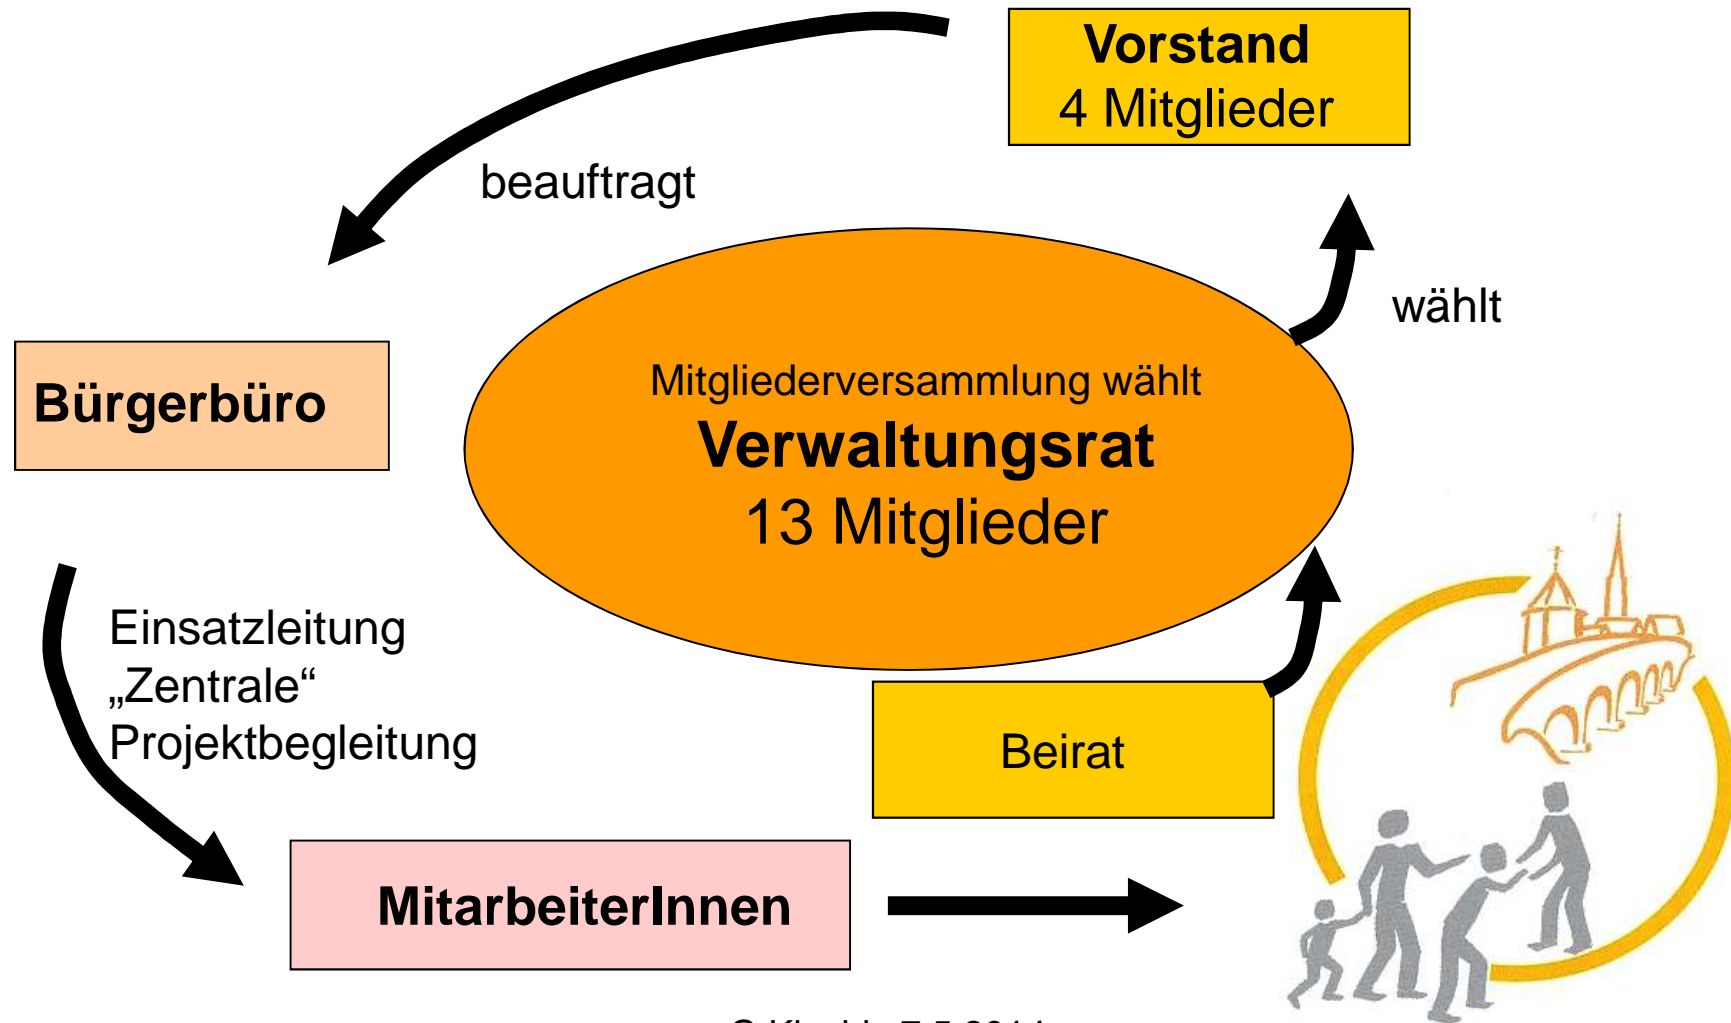 Vorstand
4 Mitglieder
beauftragt
wählt
Mitgliederversammlung wählt
Verwaltungsrat
13 Mitglieder
Bürgerbüro
Einsatzleitung
„Zentrale“
Projektbegleitung
Beirat
MitarbeiterInnen